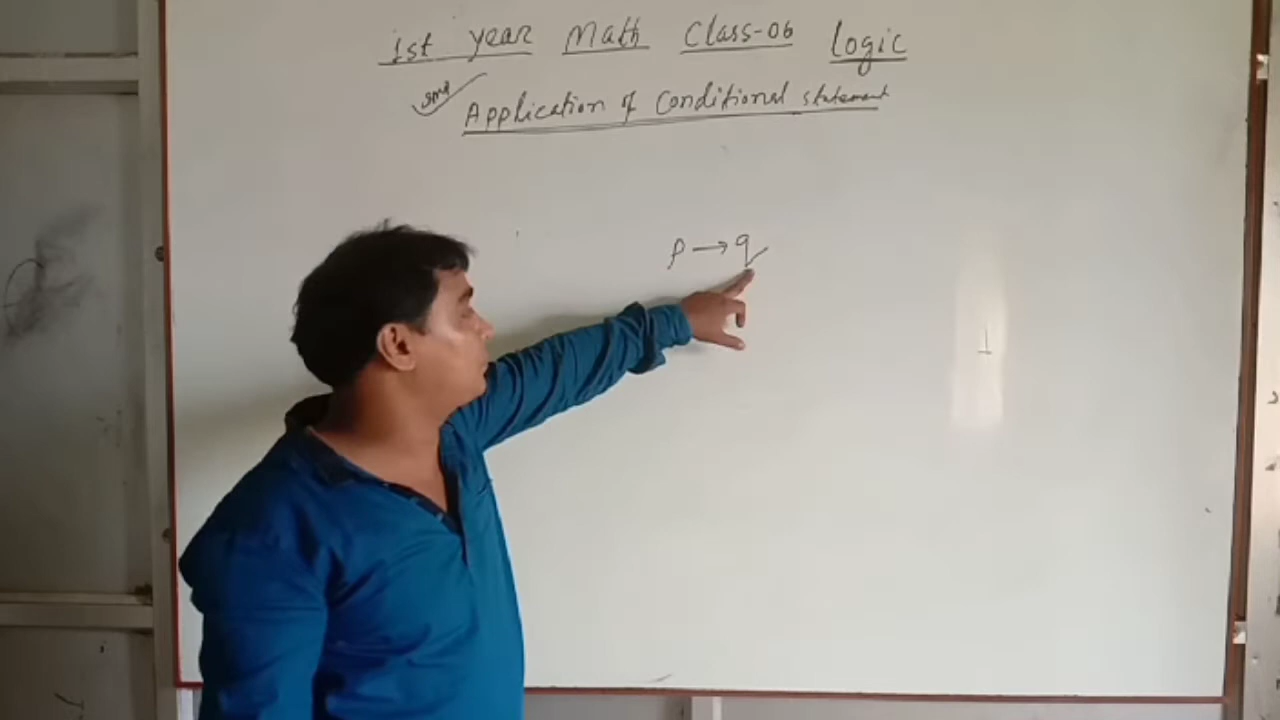 1st year Math Class-06 Logic
Application of Conditional statement
p → q